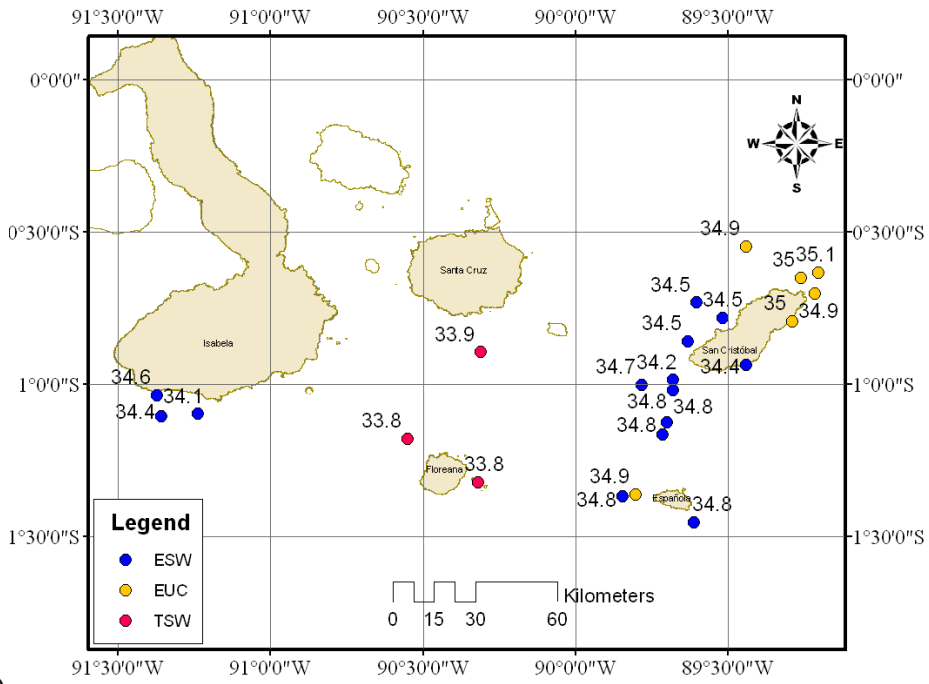 91°30'0"W 91°0'0"W 90°30'0"W 90°0'0"W 89°30'0"W
0°0'0" 0°0'0"
N
W E
S
0°30'0"S 0°30'0"S
34.9
35 35.1
Santa Cruz
34.5 34.5
35 34.9
34.5
33.9
Isabela
San Cristóbal
34.6 34.7 34.2 34.4
1°0'0"S 1°0'0"S
34.4 34.1
34.8 34.8
33.8 34.8
Floreana 33.8
34.9
34.8 Española 34.8
1°30'0"S 1°30'0"S
Legend
ESW
EUC
TSW
Kilometers
0 15 30 60
91°30'0"W 91°0'0"W 90°30'0"W 90°0'0"W 89°30'0"W